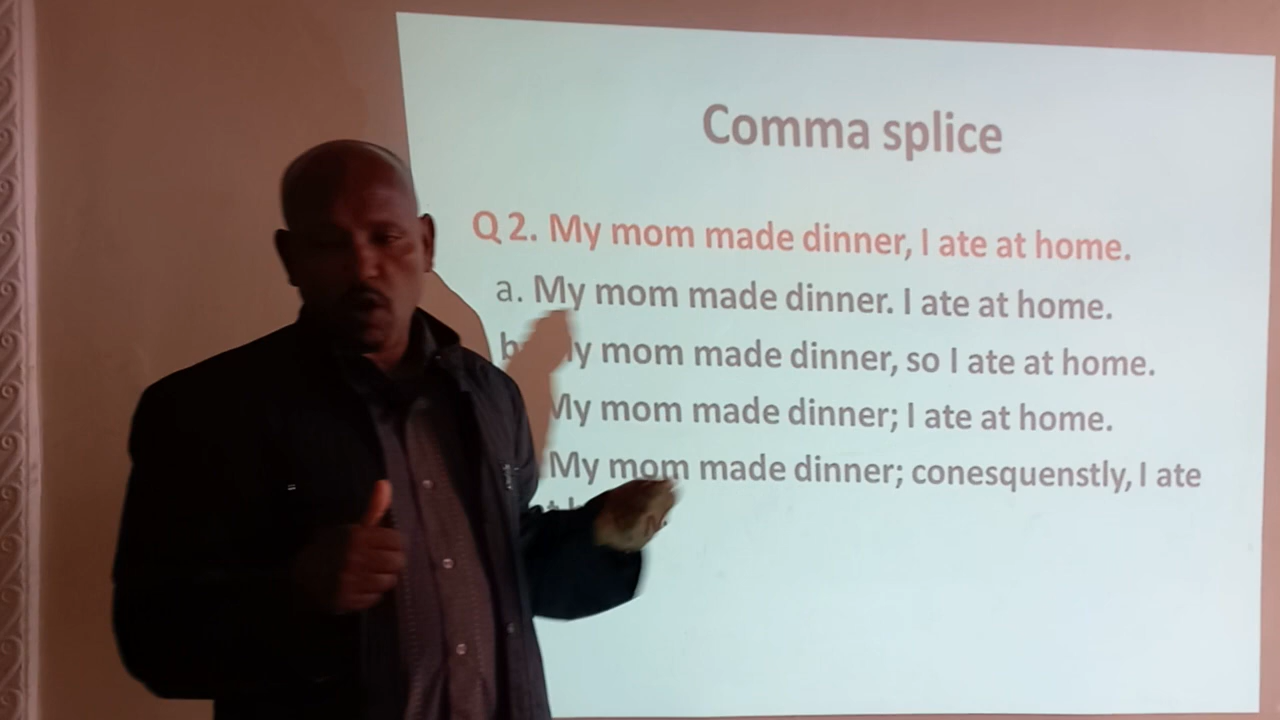 Comma splice
Q 2. My mom made dinner, I ate at home.
a. My mom made dinner. I ate at home.
mom made dinner, so I ate at home.
My mom made dinner; I ate at home.
My mom made dinner; conesquenstly, I ate